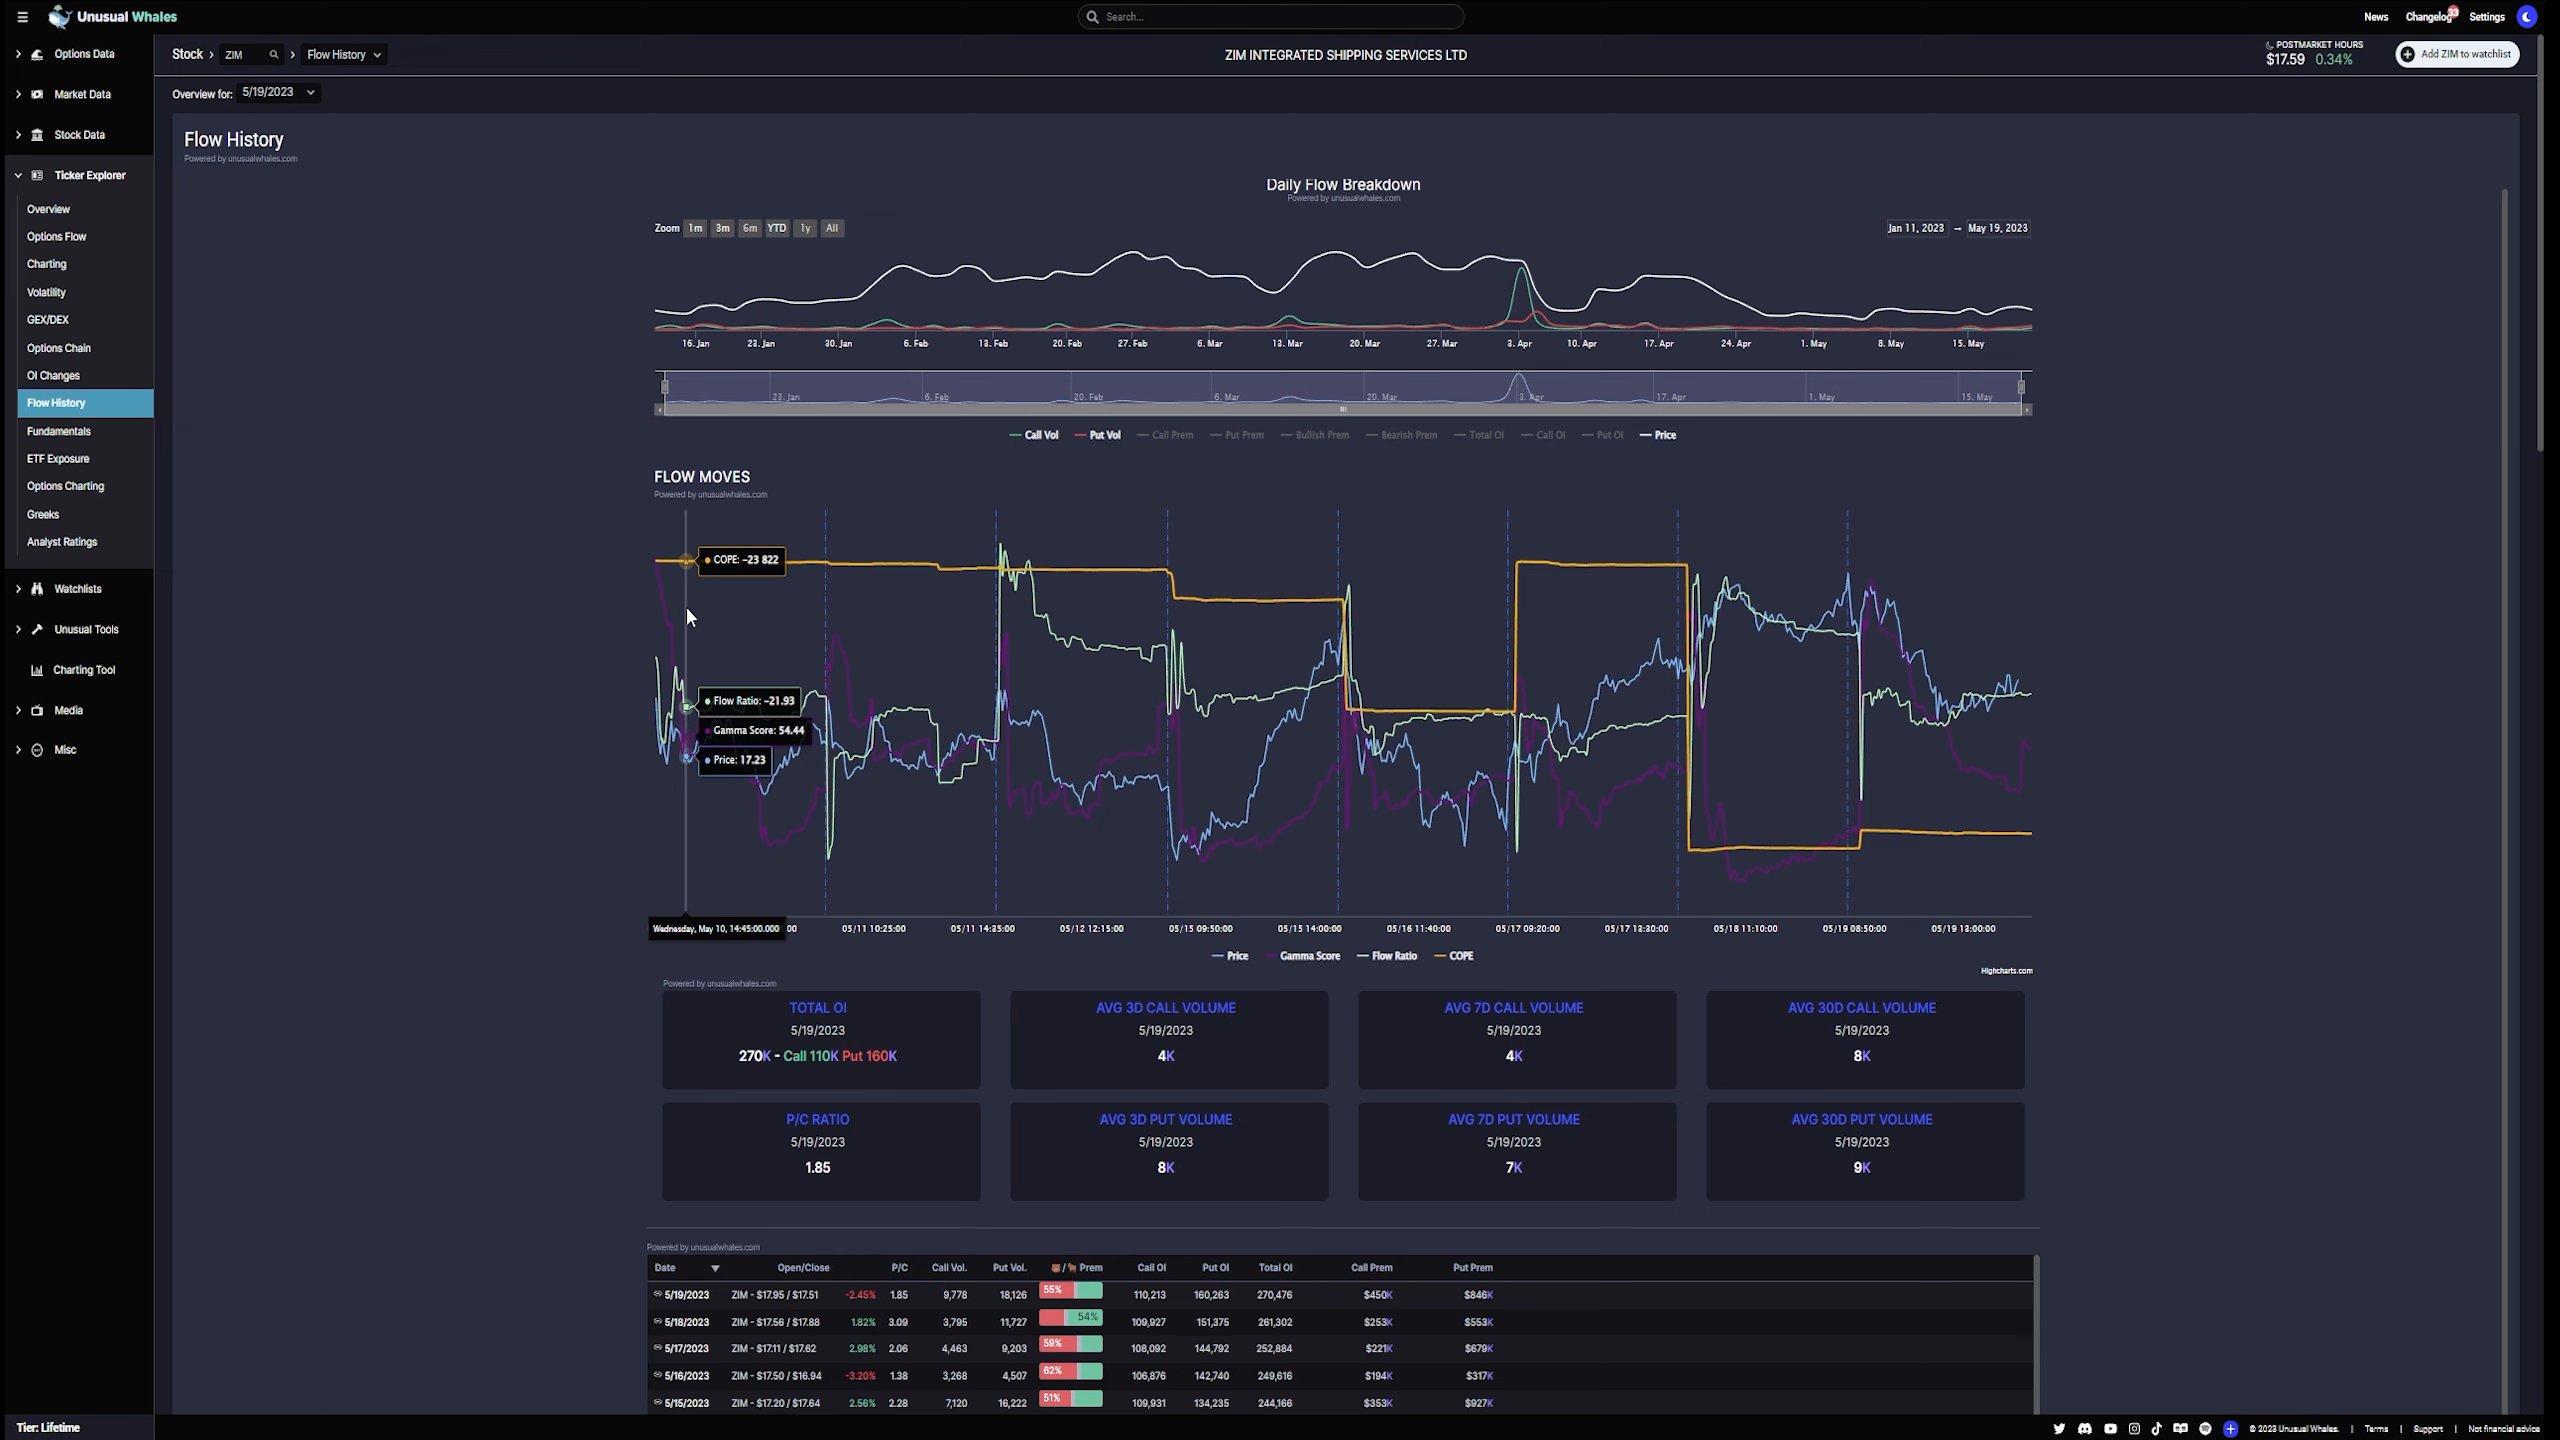 Unusual Whales
Search...
News Changelog 33 Settings
Options Data
Market Data
Stock Data
Ticker Explorer
Overview
Options Flow
Charting
Volatility
GEX/DEX
Options Chain
OI Changes
Flow History
Fundamentals
ETF Exposure
Options Charting
Greeks
Analyst Ratings
Watchlists
Unusual Tools
Charting Tool
Media
Misc
Tier: Lifetime
Stock › ZIM › Flow History
ZIM INTEGRATED SHIPPING SERVICES LTD
POSTMARKET HOURS
$17.59 0.34%
Add ZIM to watchlist
Overview for: 5/19/2023
Flow History
Powered by unusualwhales.com
Daily Flow Breakdown
Powered by unusualwhales.com
Zoom 1m 3m 6m YTD 1y All
Jan 11, 2023 → May 19, 2023
16. Jan 23. Jan 30. Jan 6. Feb 13. Feb 20. Feb 27. Feb 6. Mar 13. Mar 20. Mar 27. Mar 3. Apr 10. Apr 17. Apr 24. Apr 1. May 8. May 15. May
23. Jan 6. Feb 20. Feb 6. Mar 20. Mar 3. Apr 17. Apr 1. May 15. May
Call Vol Put Vol Call Prem Put Prem Bullish Prem Bearish Prem Total OI Call OI Put OI Price
FLOW MOVES
Powered by unusualwhales.com
COPE: -23 822
Flow Ratio: -21.93
Gamma Score: 54.44
Price: 17.23
Wednesday, May 10, 14:45:00.000 00 05/11 10:25:00 05/11 14:35:00 05/12 12:15:00 05/15 09:50:00 05/15 14:00:00 05/16 11:40:00 05/17 09:20:00 05/17 13:30:00 05/18 11:10:00 05/19 08:50:00 05/19 13:00:00
Price Gamma Score Flow Ratio COPE
Highcharts.com
Powered by unusualwhales.com
TOTAL OI AVG 3D CALL VOLUME AVG 7D CALL VOLUME AVG 30D CALL VOLUME
5/19/2023 5/19/2023 5/19/2023 5/19/2023
270K - Call 110K Put 160K 4K 4K 8K
P/C RATIO AVG 3D PUT VOLUME AVG 7D PUT VOLUME AVG 30D PUT VOLUME
5/19/2023 5/19/2023 5/19/2023 5/19/2023
1.85 8K 7K 9K
Powered by unusualwhales.com
Date Open/Close P/C Call Vol. Put Vol. 🐻/🐂 Prem Call OI Put OI Total OI Call Prem Put Prem
5/19/2023 ZIM - $17.95 / $17.51 -2.45% 1.85 9,778 18,126 55% 110,213 160,263 270,476 $450K $846K
5/18/2023 ZIM - $17.56 / $17.88 1.82% 3.09 3,795 11,727 54% 109,927 151,375 261,302 $253K $553K
5/17/2023 ZIM - $17.11 / $17.62 2.98% 2.06 4,463 9,203 59% 108,092 144,792 252,884 $221K $679K
5/16/2023 ZIM - $17.50 / $16.94 -3.20% 1.38 3,268 4,507 62% 106,876 142,740 249,616 $194K $317K
5/15/2023 ZIM - $17.20 / $17.64 2.56% 2.28 7,120 16,222 51% 109,931 134,235 244,166 $353K $927K
© 2023 Unusual Whales. | Terms | Support | Not financial advice